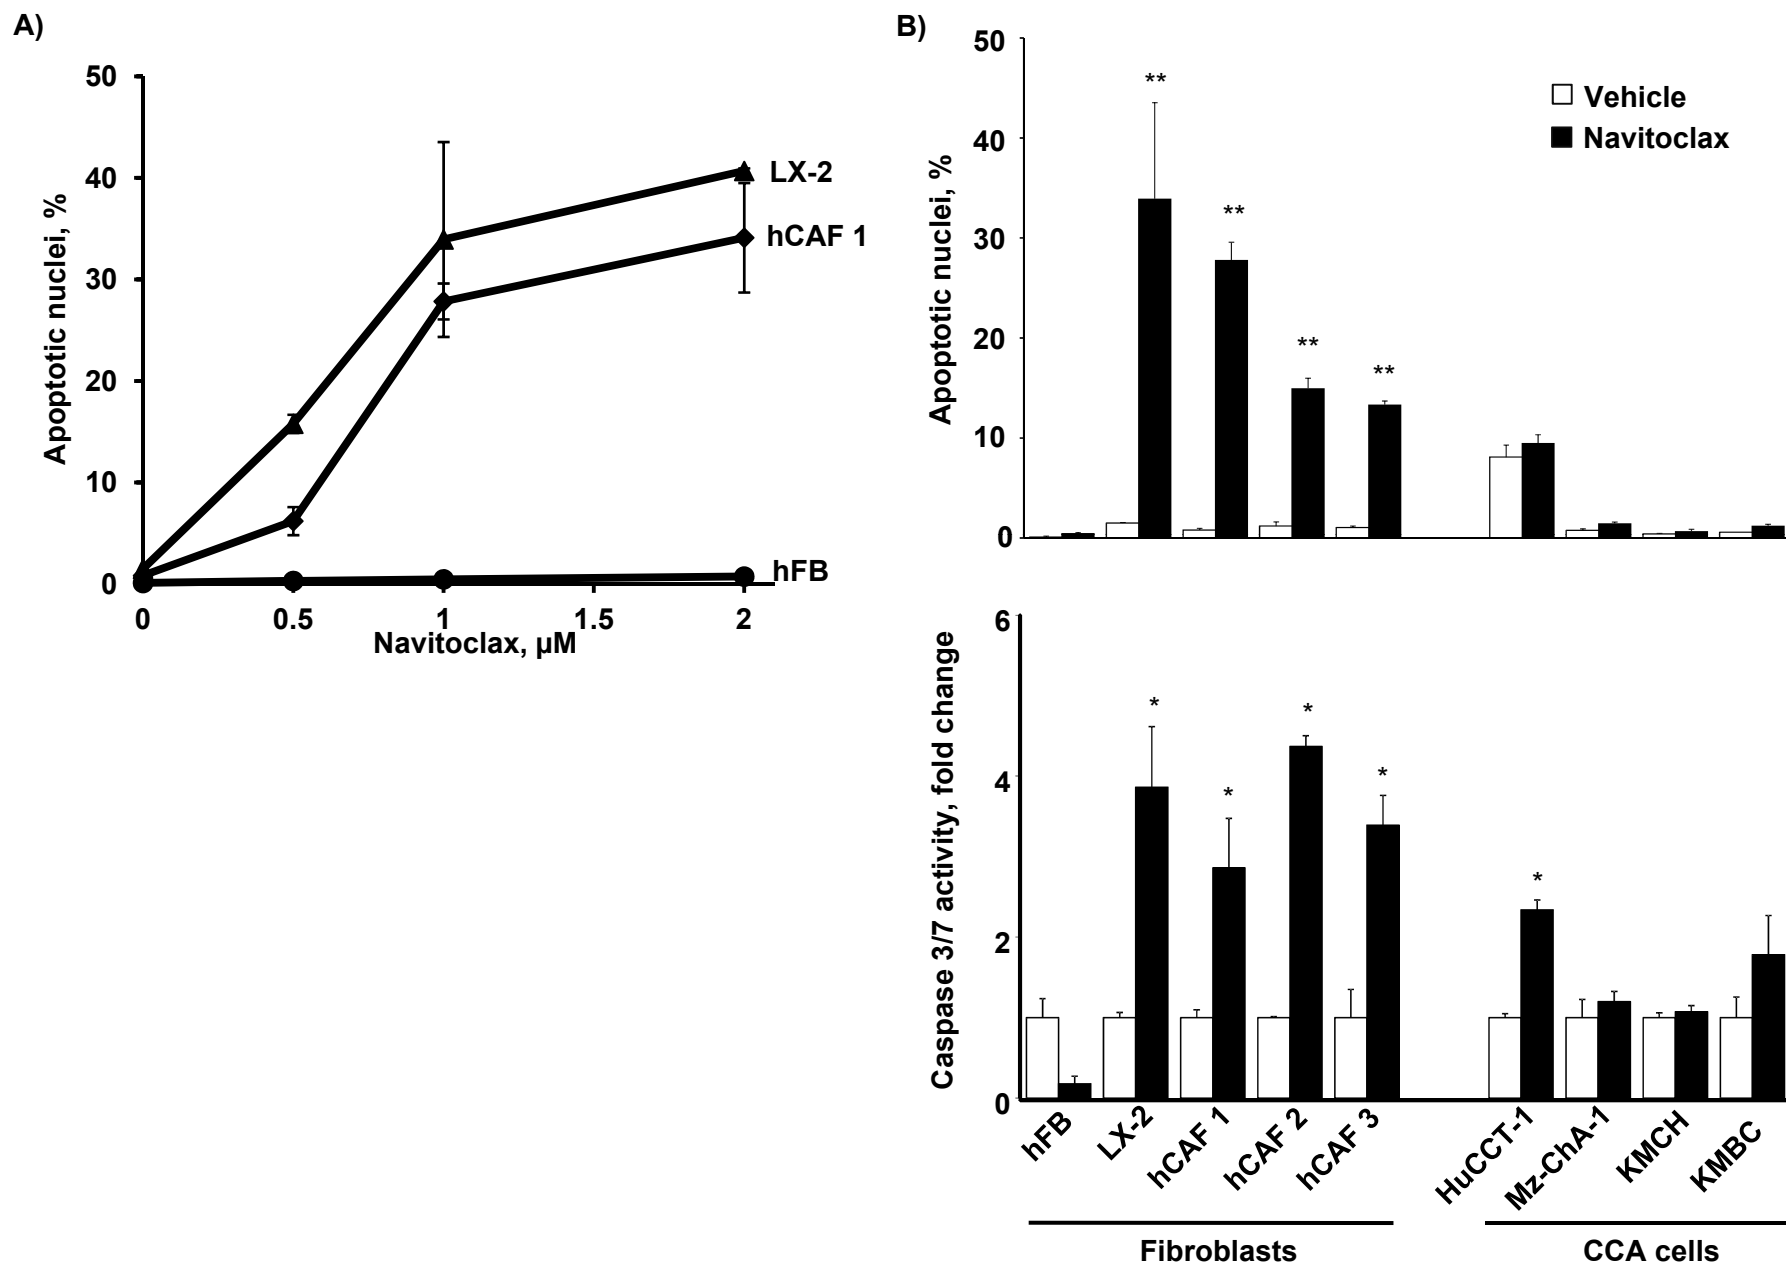 A)
50
40
30
20
10
0
Apoptotic nuclei, %
LX-2
hCAF 1
hFB
0 0.5 1 1.5 2
Navitoclax, µM
B)
50
40
30
20
10
0
Apoptotic nuclei, %
Vehicle
Navitoclax
**
**
**
**
6
4
2
0
Caspase 3/7 activity, fold change
*
*
*
*
*
hFB
LX-2
hCAF 1
hCAF 2
hCAF 3
HuCCT-1
Mz-ChA-1
KMCH
KMBC
Fibroblasts
CCA cells